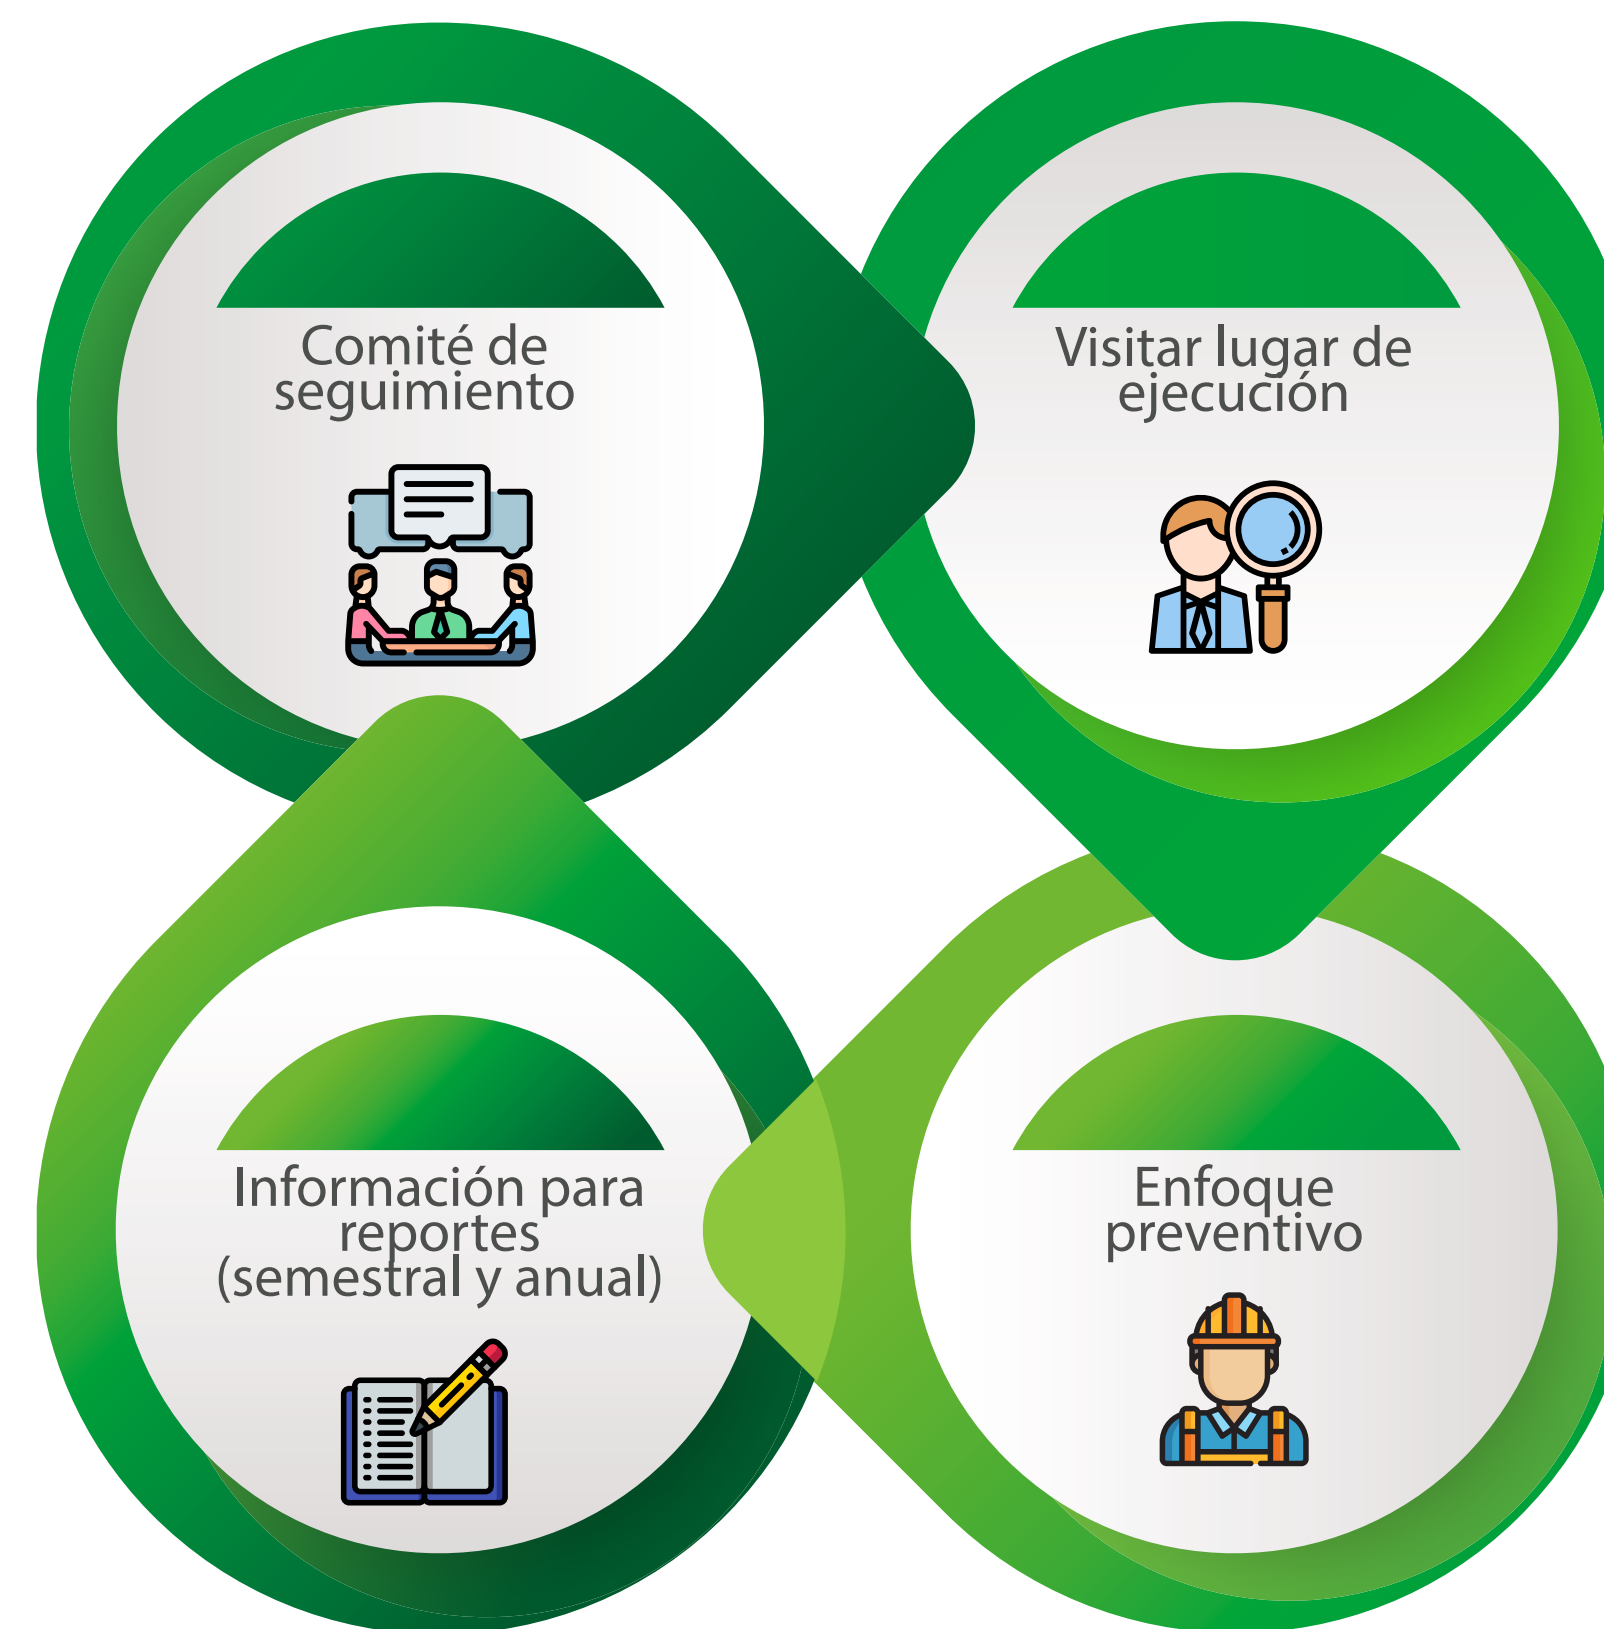 Comité de
seguimiento
Visitar lugar de
ejecución
Información para
reportes
(semestral y anual)
Enfoque
preventivo